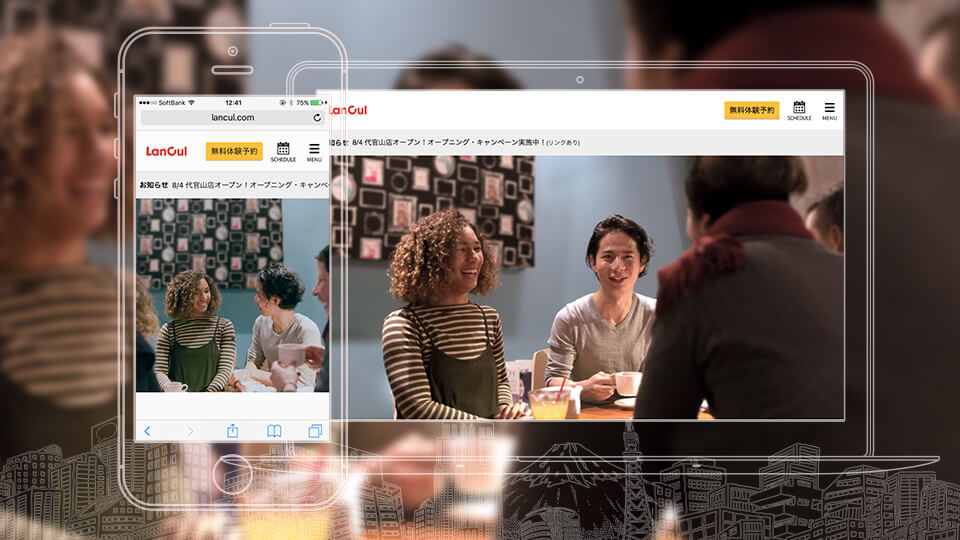 SoftBank 12:41 75%
lancul.com
LanCul 無料体験予約 SCHEDULE MENU
お知らせ 8/4 代官山店オープン！オープニング・キャンペ
LanCul 無料体験予約 SCHEDULE MENU
知らせ 8/4 代官山店オープン！オープニング・キャンペーン実施中！(リンクあり)